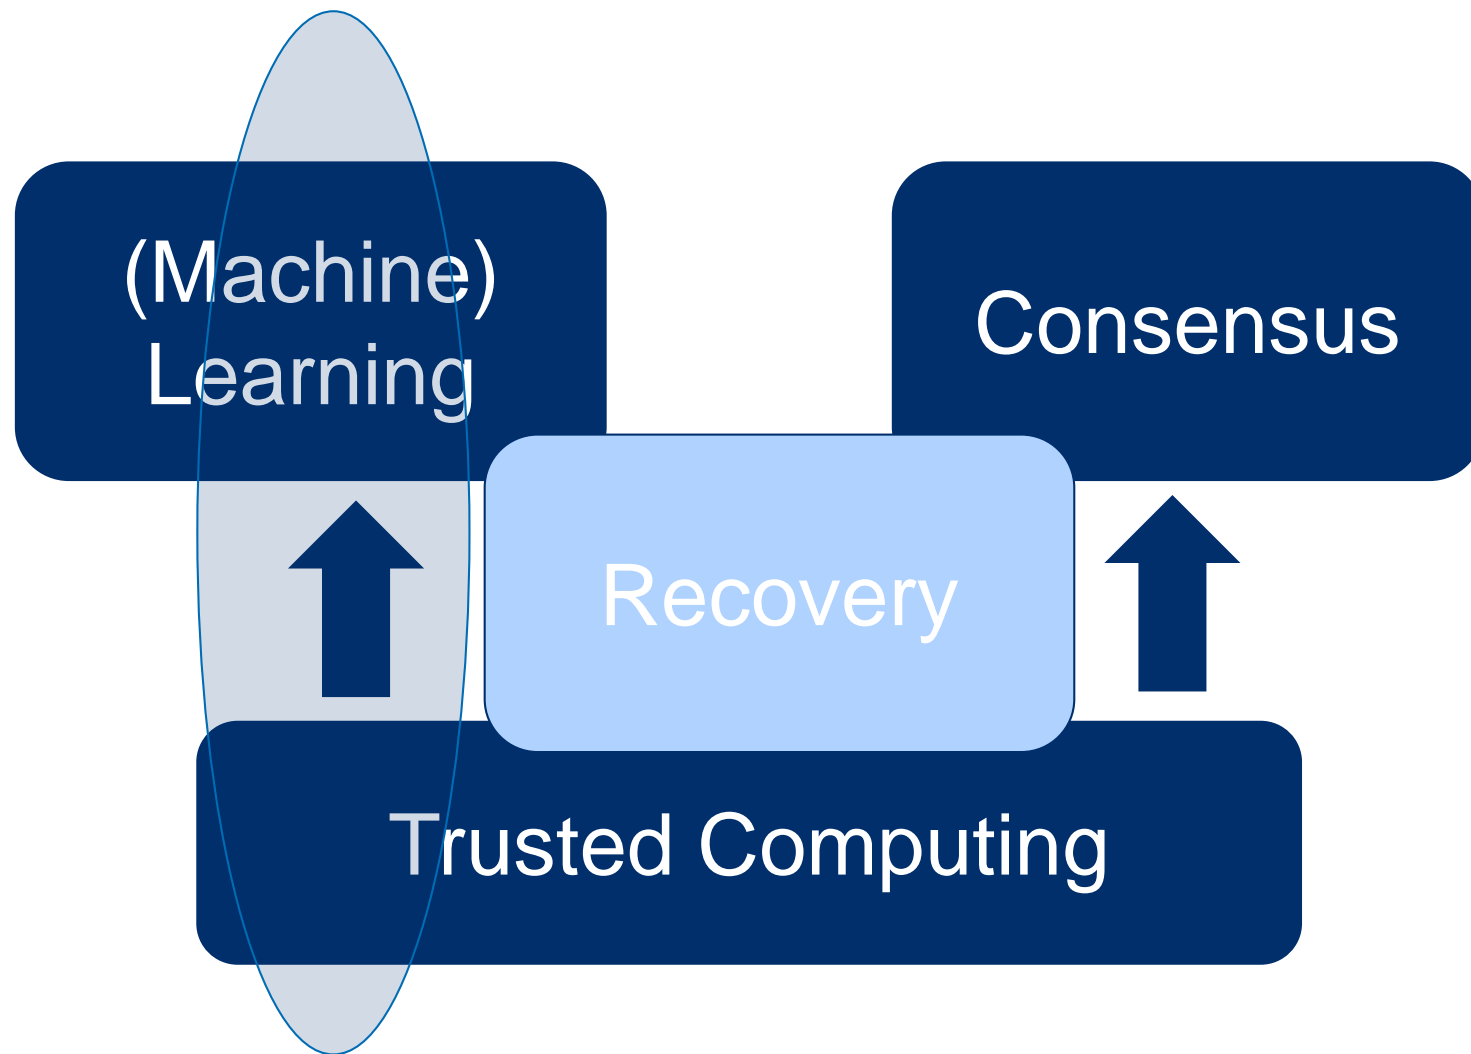 (Machine)
Learning
Consensus
Recovery
Trusted Computing